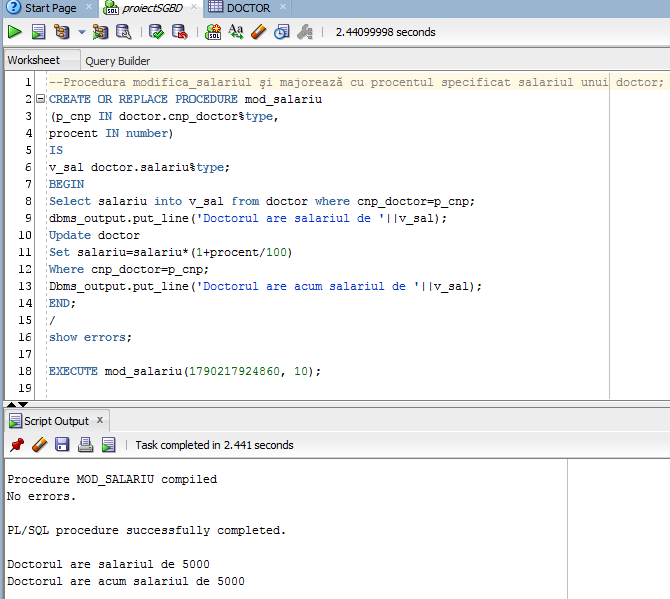 Start Page
proiectSGBD
DOCTOR
SQL
2.44099998 seconds
Worksheet
Query Builder
1 --Procedura modifica_salariul și majorează cu procentul specificat salariul unui doctor;
2 CREATE OR REPLACE PROCEDURE mod_salariu
3 (p_cnp IN doctor.cnp_doctor%type,
4 procent IN number)
5 IS
6 v_sal doctor.salariu%type;
7 BEGIN
8 Select salariu into v_sal from doctor where cnp_doctor=p_cnp;
9 dbms_output.put_line('Doctorul are salariul de '||v_sal);
10 Update doctor
11 Set salariu=salariu*(1+procent/100)
12 Where cnp_doctor=p_cnp;
13 Dbms_output.put_line('Doctorul are acum salariul de '||v_sal);
14 END;
15 /
16 show errors;
17
18 EXECUTE mod_salariu(1790217924860, 10);
19
Script Output x
Task completed in 2.441 seconds
Procedure MOD_SALARIU compiled
No errors.
PL/SQL procedure successfully completed.
Doctorul are salariul de 5000
Doctorul are acum salariul de 5000